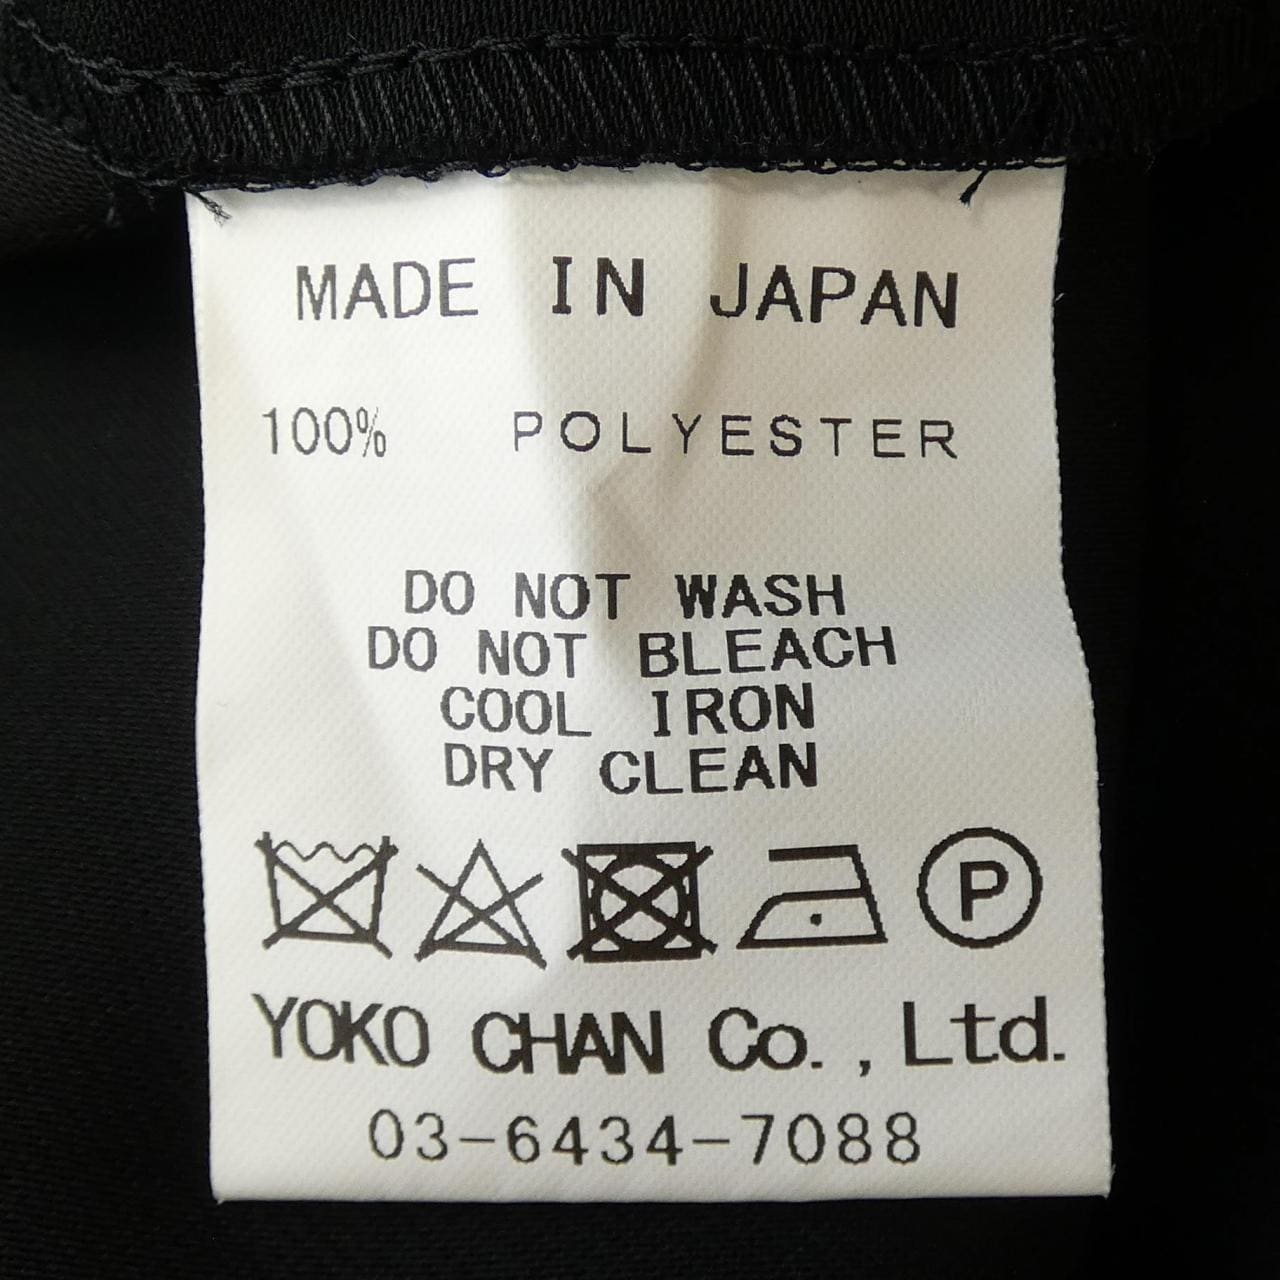 MADE IN JAPAN
100% POLYESTER
DO NOT WASH
DO NOT BLEACH
COOL IRON
DRY CLEAN
P
YOKO CHAN Co., Ltd.
03-6434-7088